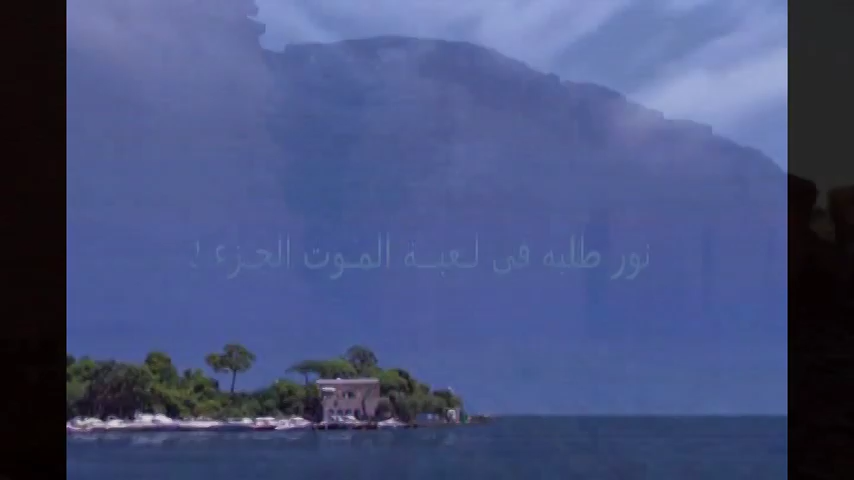 نور طلبه فى لعبة الموت الجزء